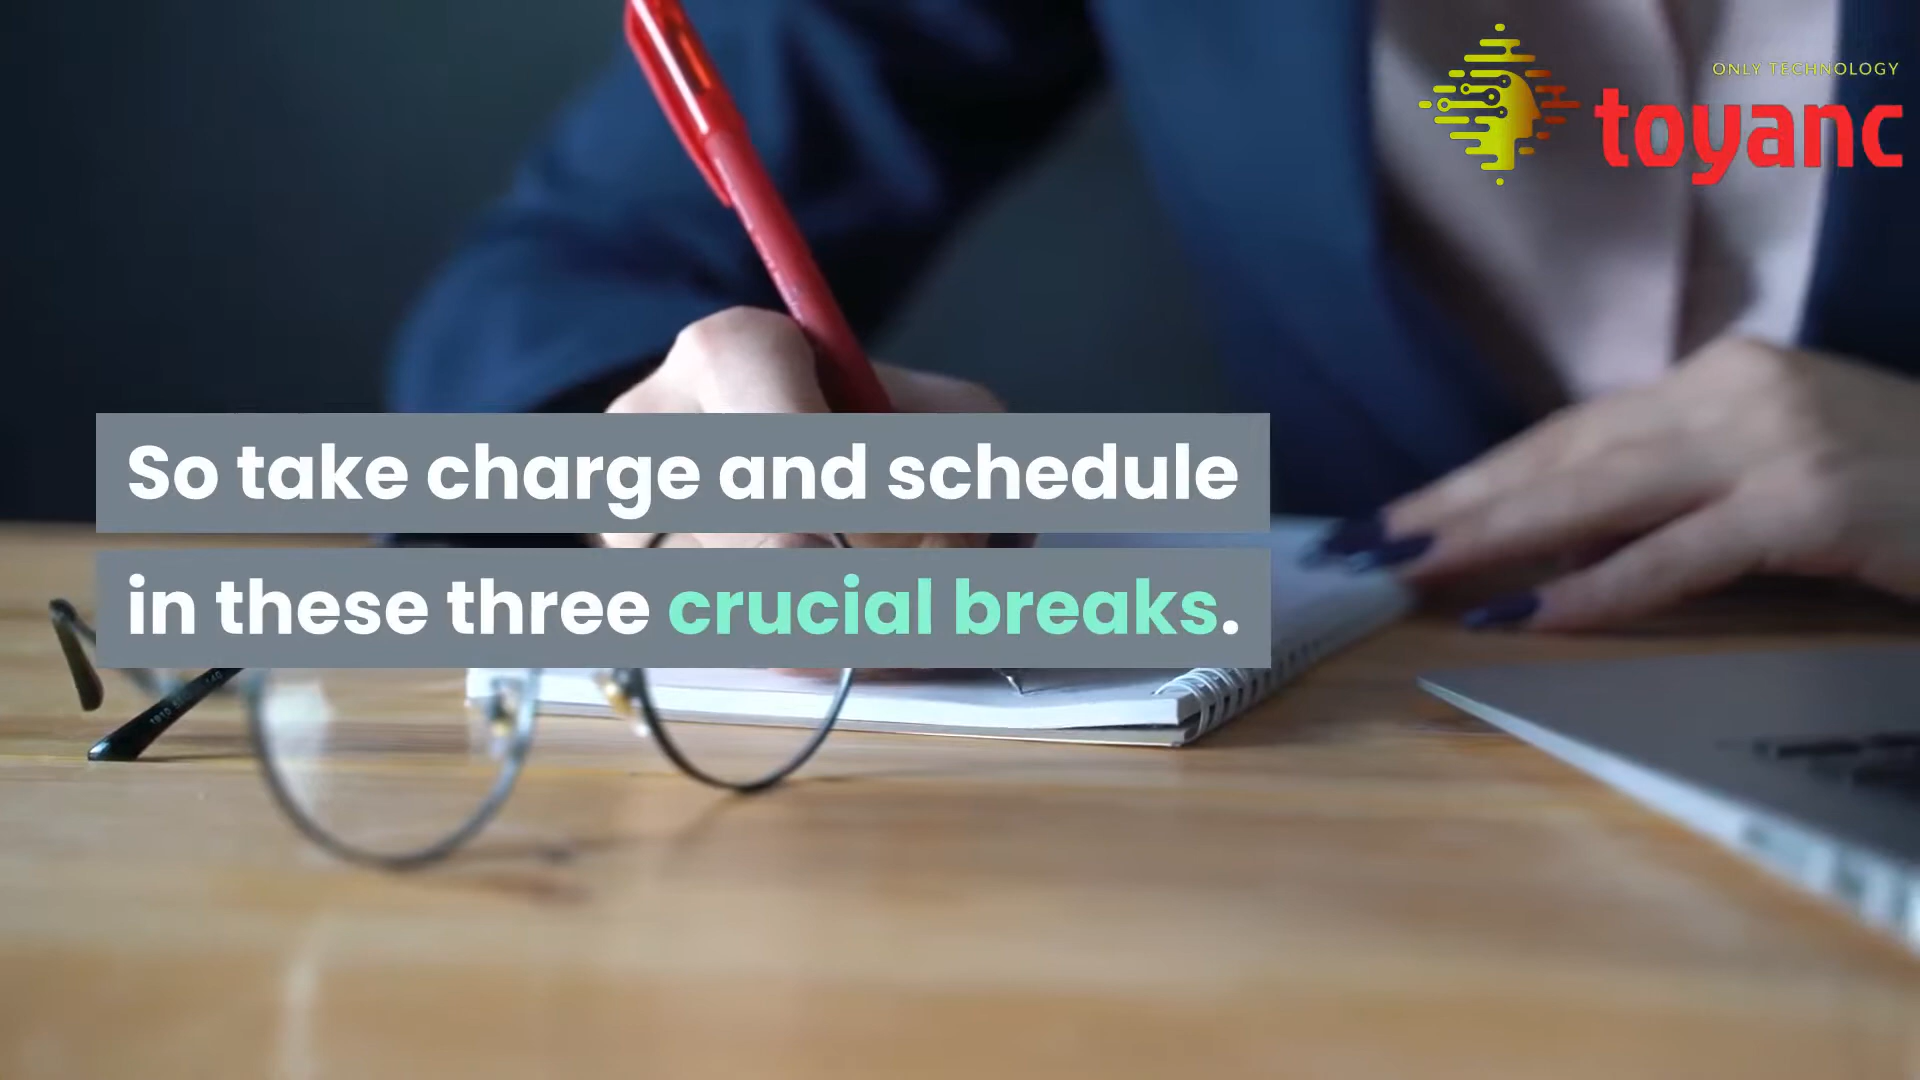 ONLY TECHNOLOGY
toyanc
So take charge and schedule
in these three crucial breaks.